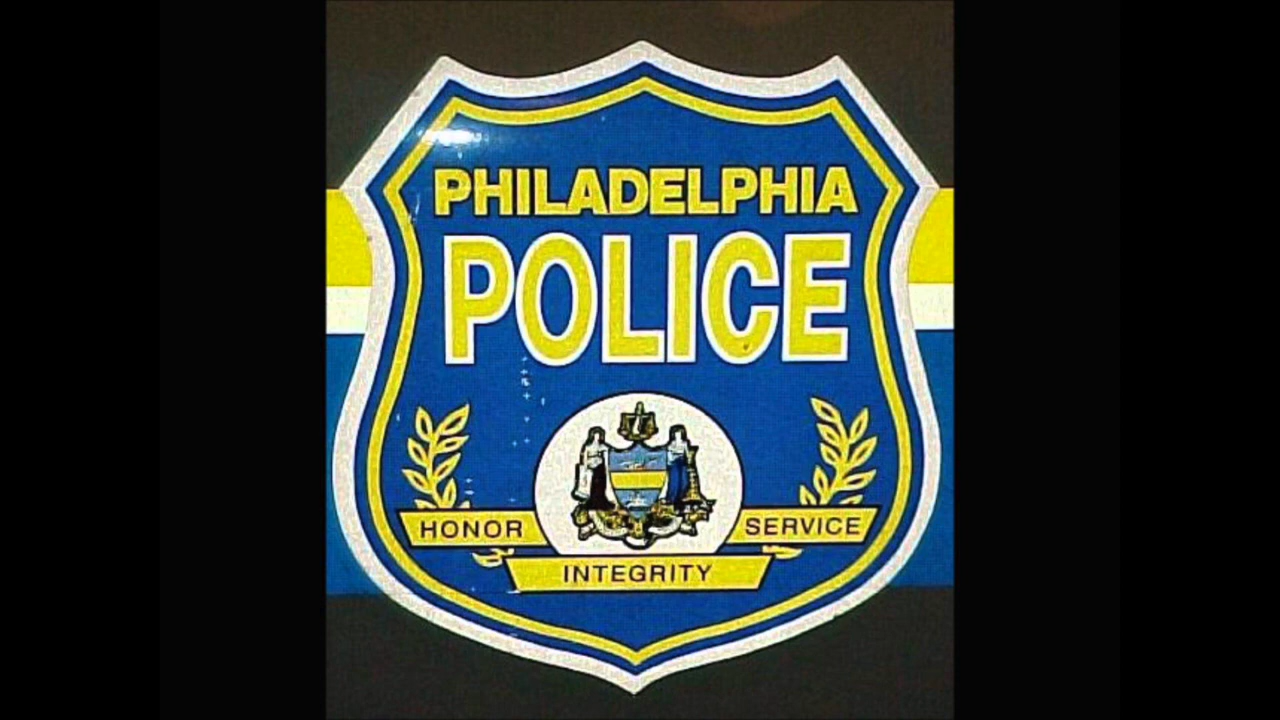 PHILADELPHIA
POLICE
HONOR
SERVICE
INTEGRITY